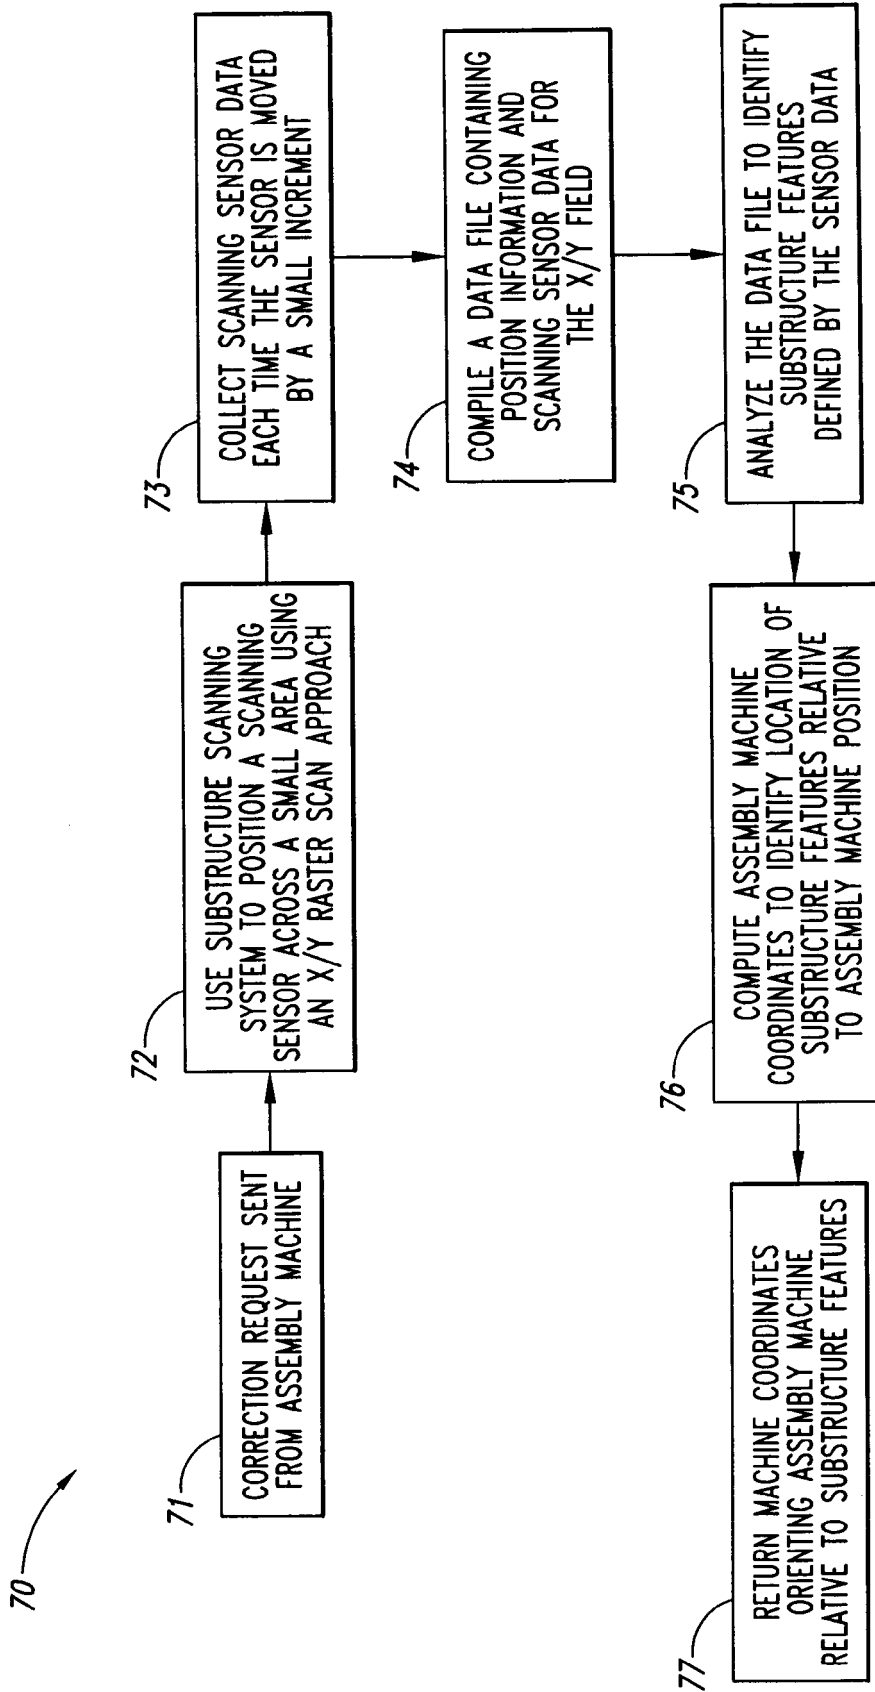 70
71
CORRECTION REQUEST SENT
FROM ASSEMBLY MACHINE
72
USE SUBSTRUCTURE SCANNING
SYSTEM TO POSITION A SCANNING
SENSOR ACROSS A SMALL AREA USING
AN X/Y RASTER SCAN APPROACH
73
COLLECT SCANNING SENSOR DATA
EACH TIME THE SENSOR IS MOVED
BY A SMALL INCREMENT
74
COMPILE A DATA FILE CONTAINING
POSITION INFORMATION AND
SCANNING SENSOR DATA FOR
THE X/Y FIELD
75
ANALYZE THE DATA FILE TO IDENTIFY
SUBSTRUCTURE FEATURES
DEFINED BY THE SENSOR DATA
76
COMPUTE ASSEMBLY MACHINE
COORDINATES TO IDENTIFY LOCATION OF
SUBSTRUCTURE FEATURES RELATIVE
TO ASSEMBLY MACHINE POSITION
77
RETURN MACHINE COORDINATES
ORIENTING ASSEMBLY MACHINE
RELATIVE TO SUBSTRUCTURE FEATURES